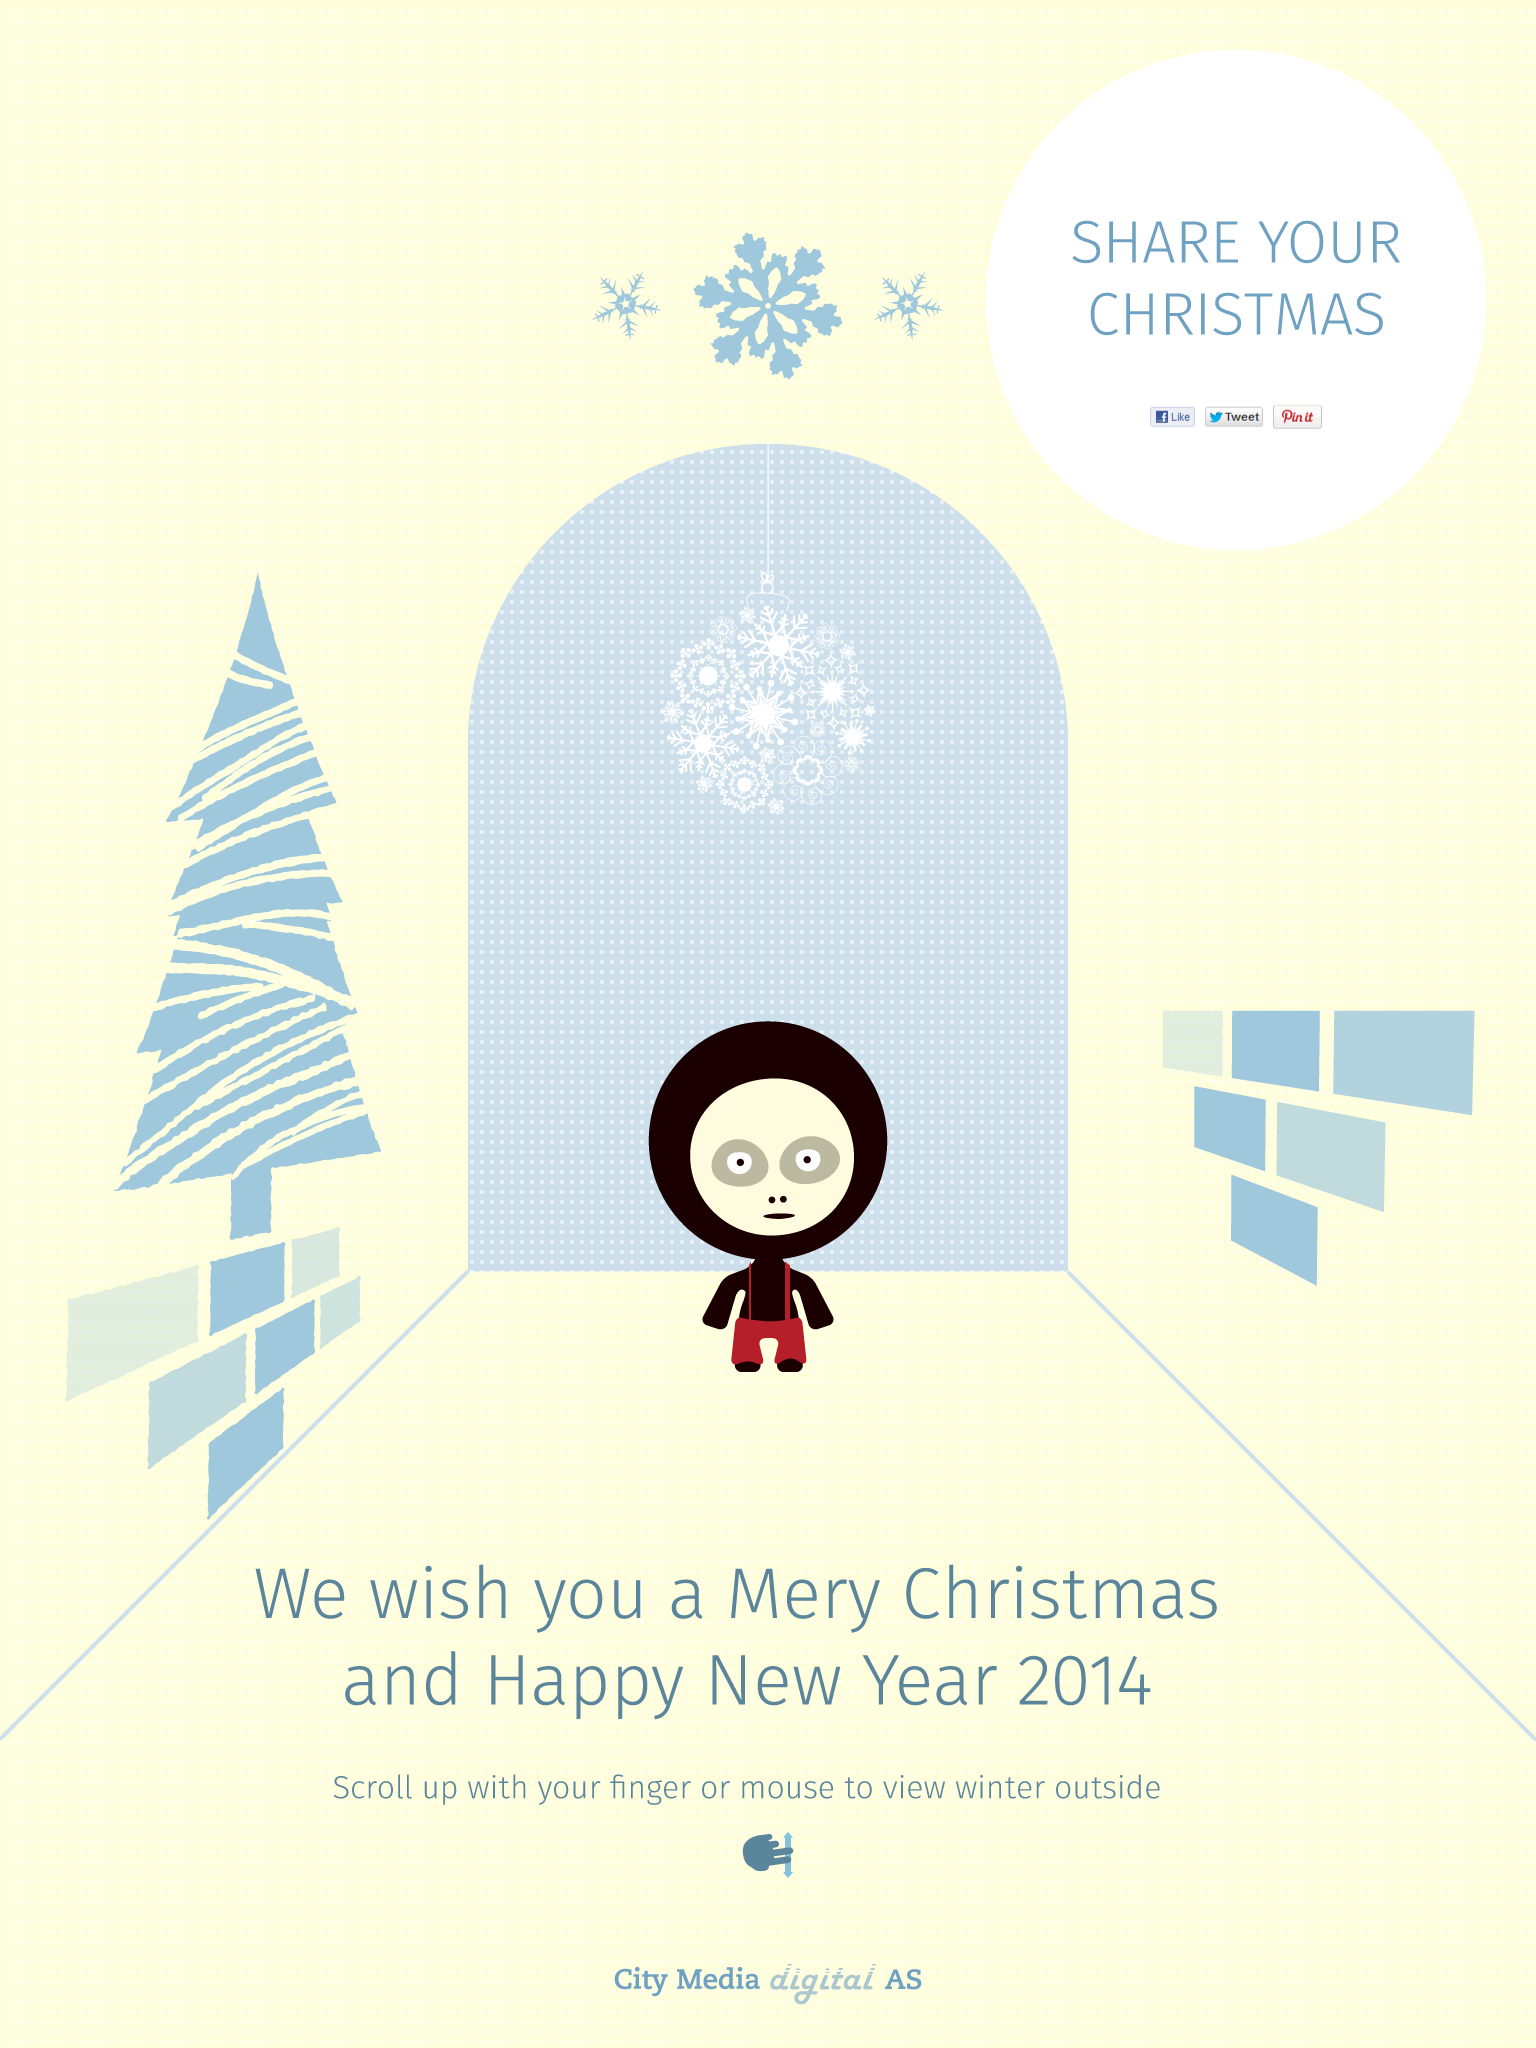 SHARE YOUR
CHRISTMAS
Like Tweet Pin it
We wish you a Mery Christmas
and Happy New Year 2014
Scroll up with your finger or mouse to view winter outside
City Media digital AS